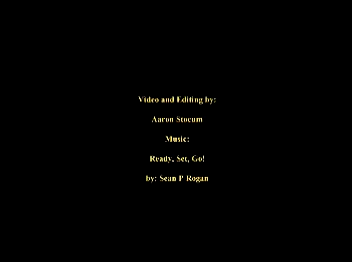 Video and Editing by:
Aaron Stocum
Music:
Ready, Set, Go!
by: Sean P Rogan